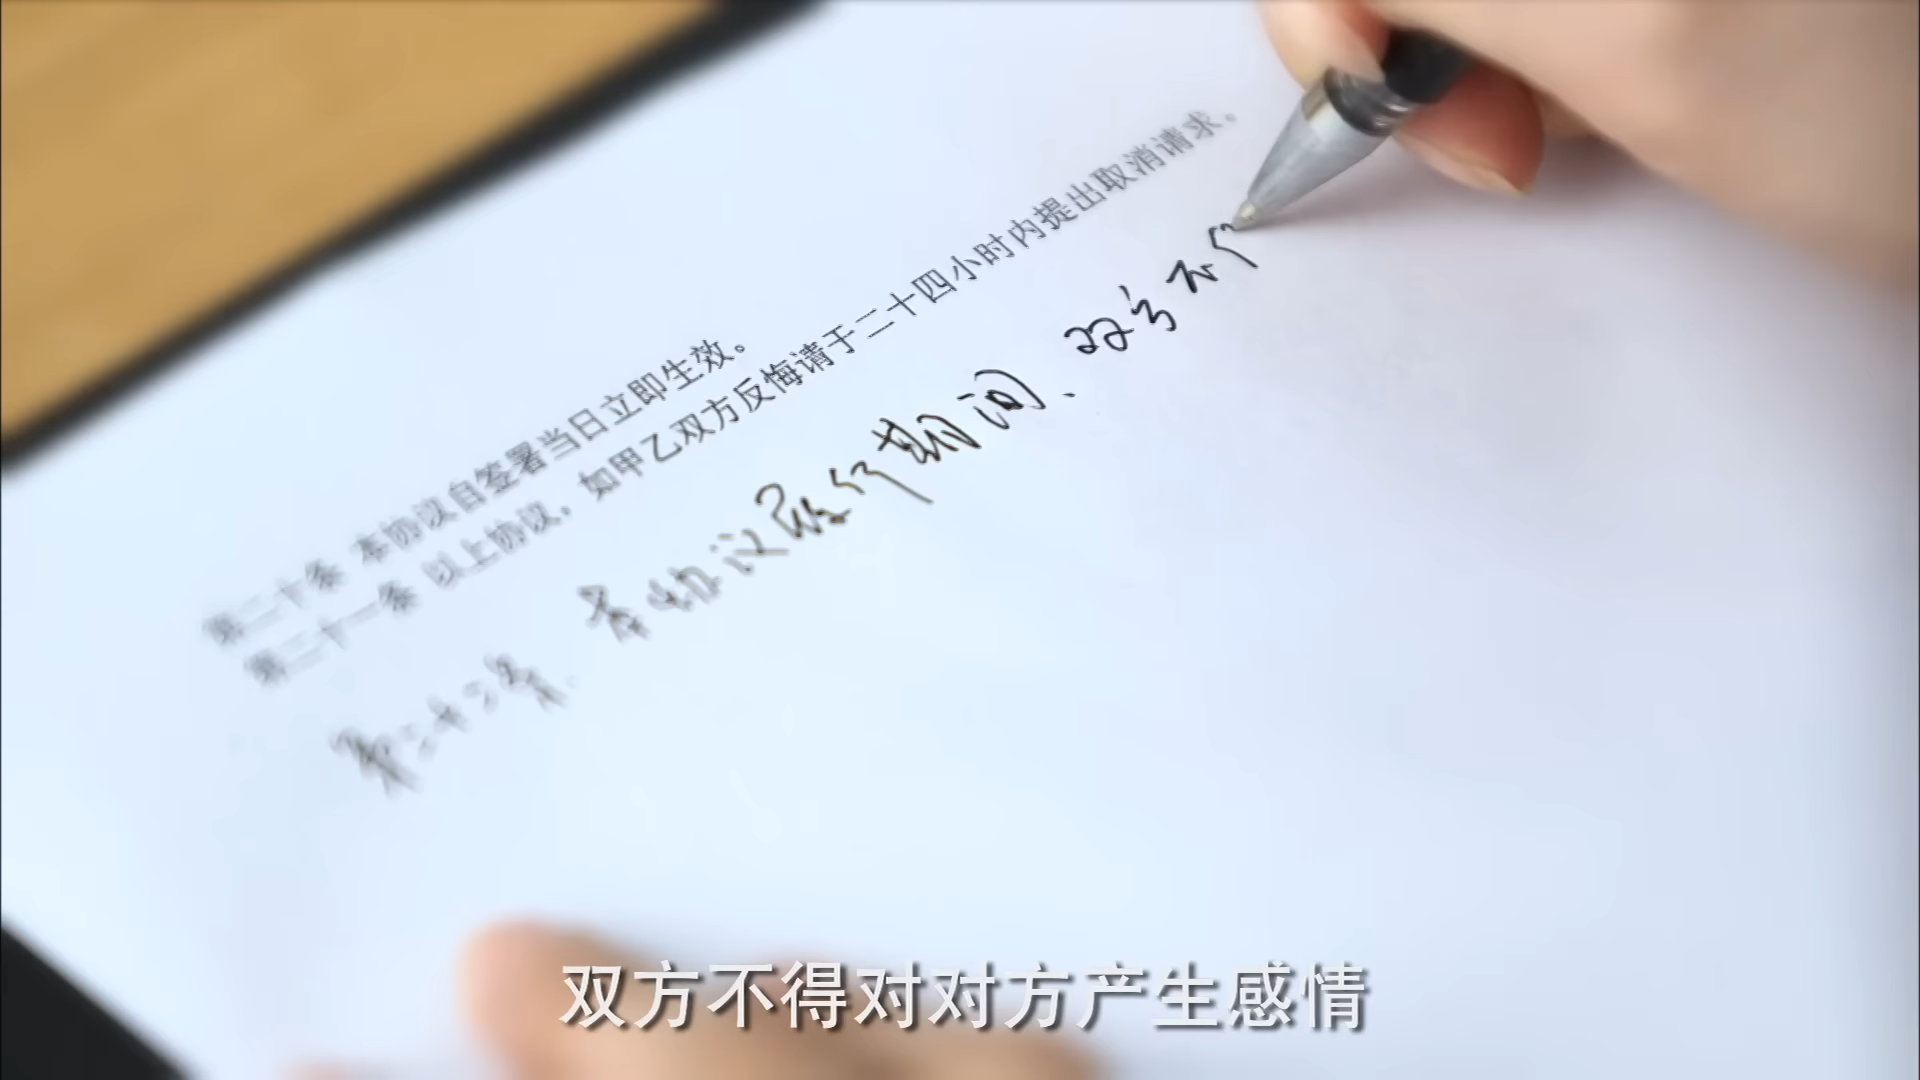 第二十条 本协议自签署当日立即生效。
第二十一条 以上协议，如甲乙双方反悔请于二十四小时内提出取消请求。
第二十二条、本协议履行期间、双方不
双方不得对对方产生感情